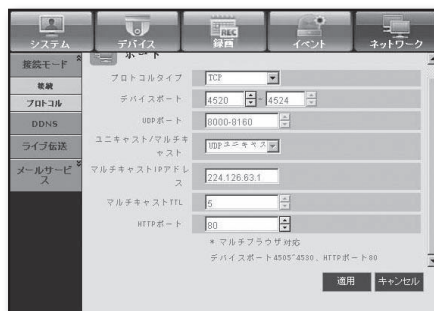 システム デバイス 録画 イベント ネットワーク
REC
接続モード
ポート
接続
プロトコル
DDNS
ライブ伝送
メールサービス
プロトコルタイプ TCP
デバイスポート 4520 - 4524
UDPポート 8000-8160
ユニキャスト/マルチキャスト UDPユニキャス
マルチキャストIPアドレス 224.126.63.1
マルチキャストTTL 5
HTTPポート 80
* マルチブラウザ対応
デバイスポート4505~4530、HTTPポート80
適用 キャンセル